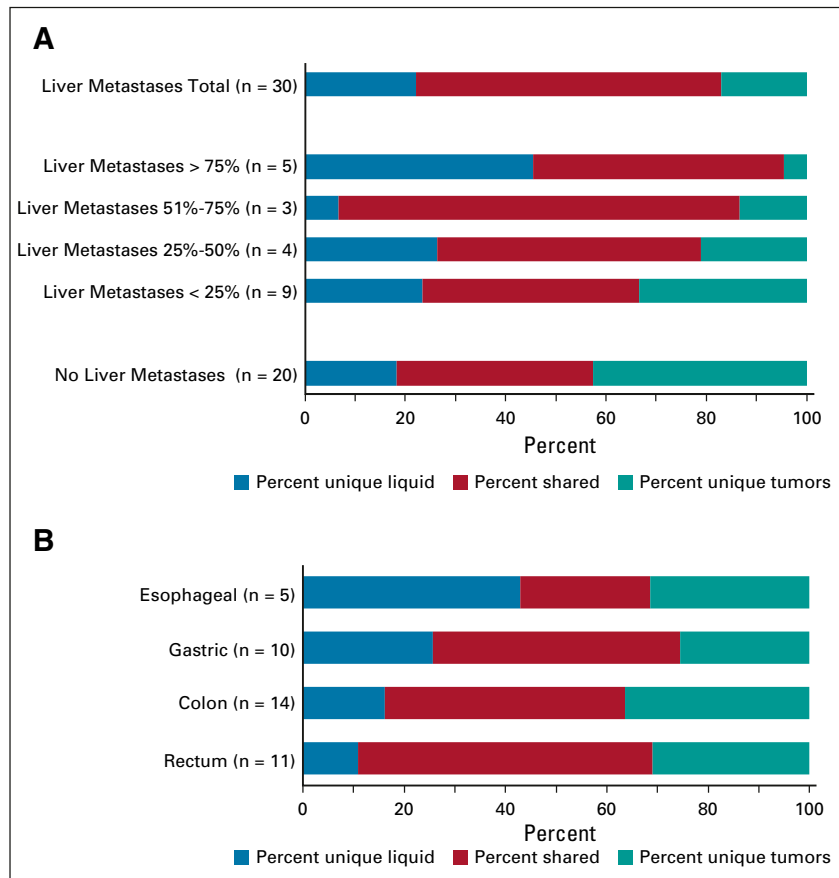 A
Liver Metastases Total (n = 30)
Liver Metastases > 75% (n = 5)
Liver Metastases 51%-75% (n = 3)
Liver Metastases 25%-50% (n = 4)
Liver Metastases < 25% (n = 9)
No Liver Metastases (n = 20)
0 20 40 60 80 100
Percent
Percent unique liquid Percent shared Percent unique tumors
B
Esophageal (n = 5)
Gastric (n = 10)
Colon (n = 14)
Rectum (n = 11)
0 20 40 60 80 100
Percent
Percent unique liquid Percent shared Percent unique tumors